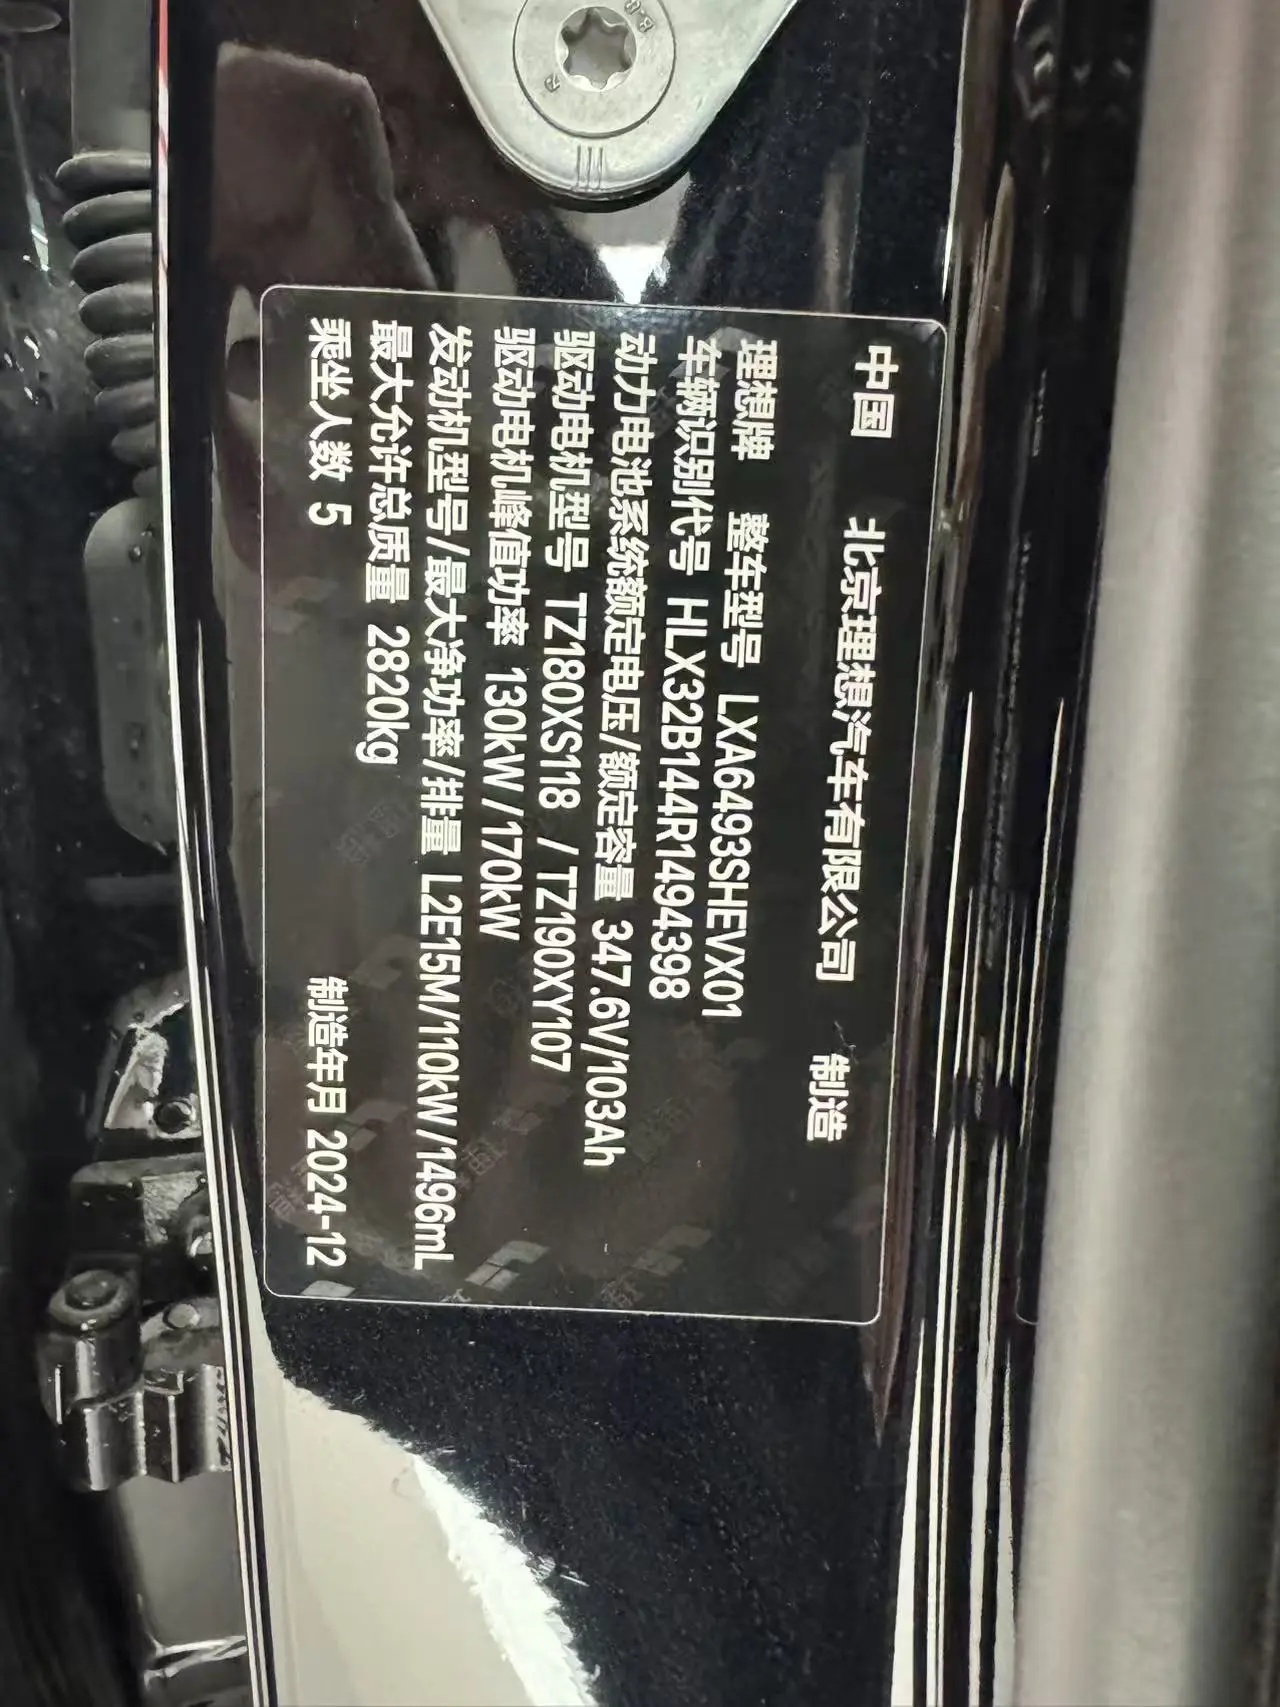 中国 北京理想汽车有限公司 制造
理想牌 整车型号 LXA6493SHEVX01
车辆识别代号 HLX32B144R1494398
动力电池系统额定电压/额定容量 347.6V/103Ah
驱动电机型号 TZ180XS118 / TZ190XY107
驱动电机峰值功率 130kW/170kW
发动机型号/最大净功率/排量 L2E15M/110kW/1496mL
最大允许总质量 2820kg
乘坐人数 5 制造年月 2024-12